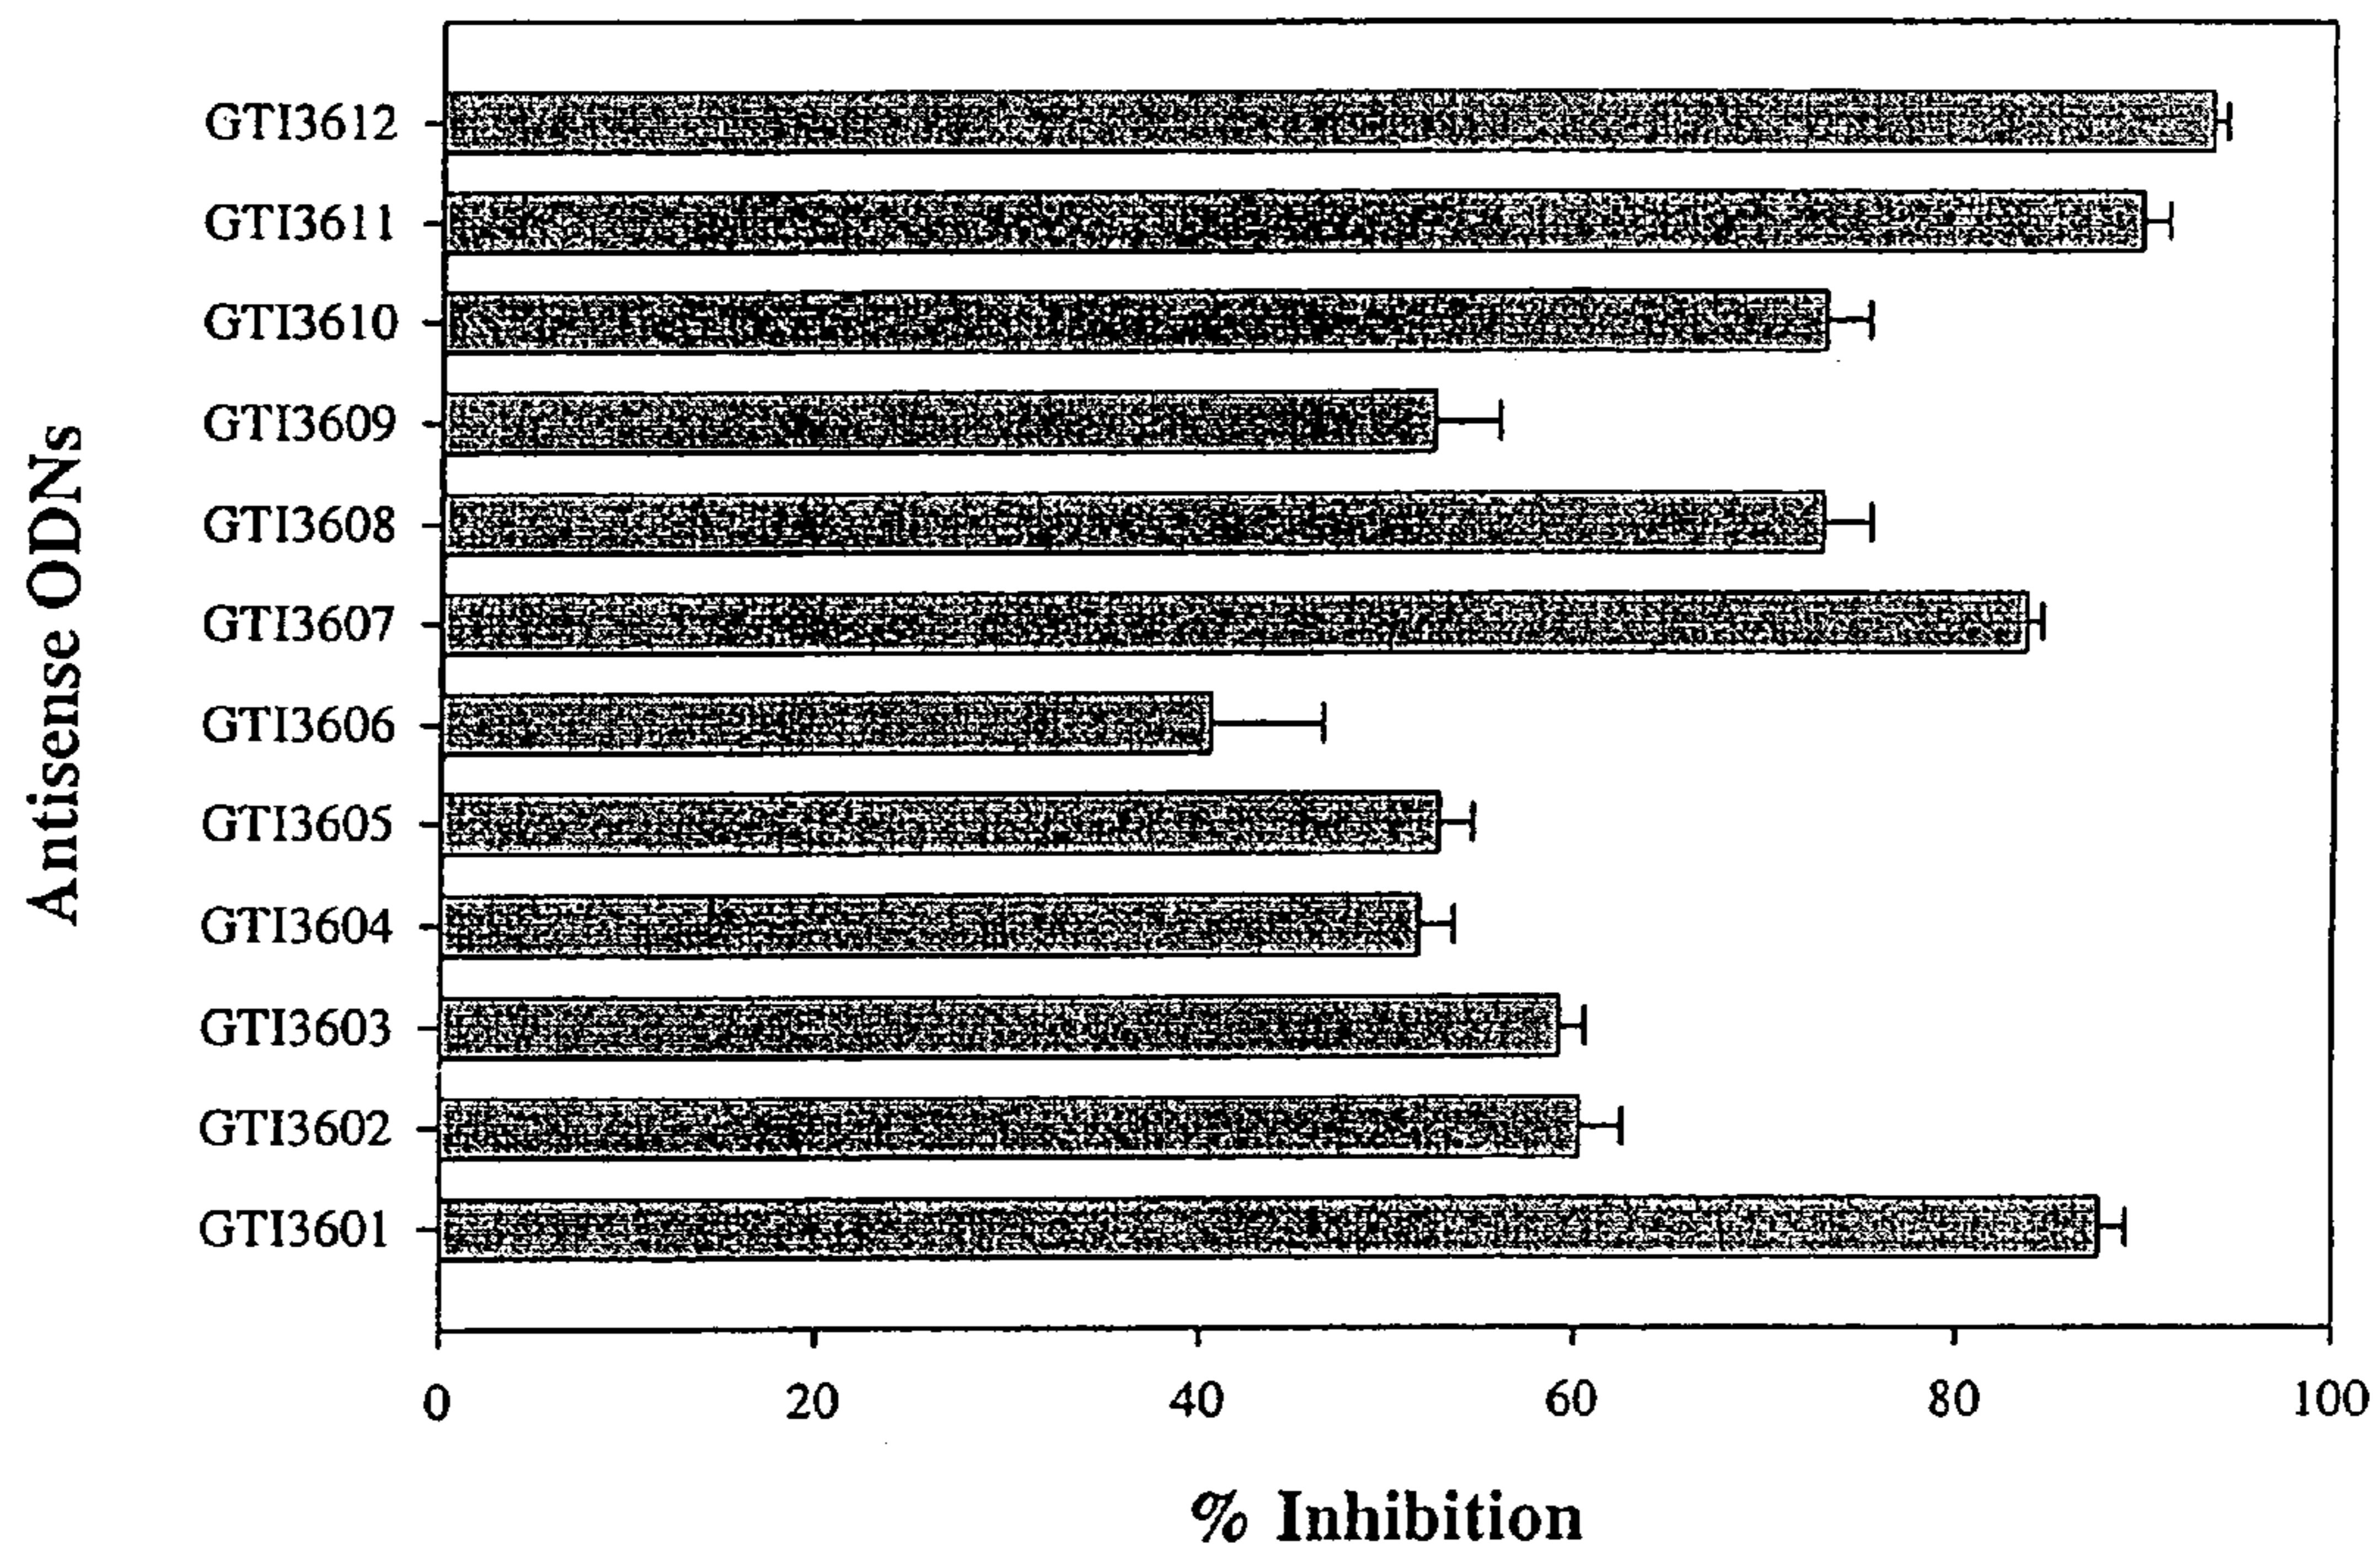 Antisense ODNs
GTI3612
GTI3611
GTI3610
GTI3609
GTI3608
GTI3607
GTI3606
GTI3605
GTI3604
GTI3603
GTI3602
GTI3601
0 20 40 60 80 100
% Inhibition